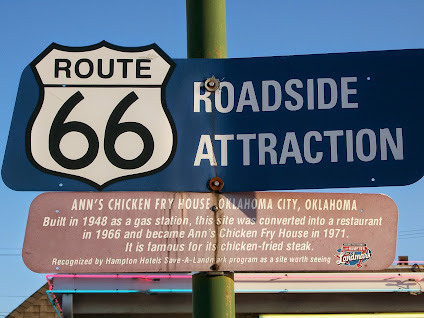 ROUTE
66
ROADSIDE
ATTRACTION
ANN'S CHICKEN FRY HOUSE, OKLAHOMA CITY, OKLAHOMA
Built in 1948 as a gas station, this site was converted into a restaurant
in 1966 and became Ann's Chicken Fry House in 1971.
It is famous for its chicken-fried steak.
Recognized by Hampton Hotels Save-A-Landmark program as a site worth seeing
Landmark